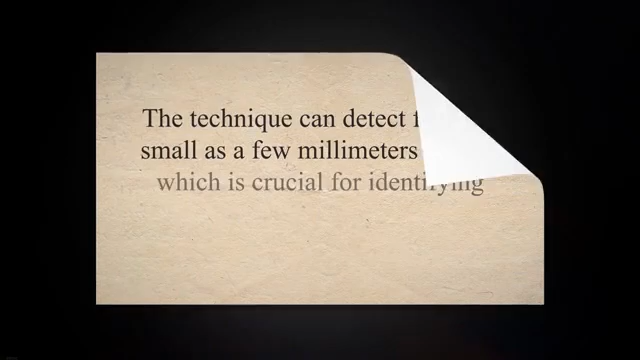 The technique can detect
small as a few millimeters
which is crucial for identifying